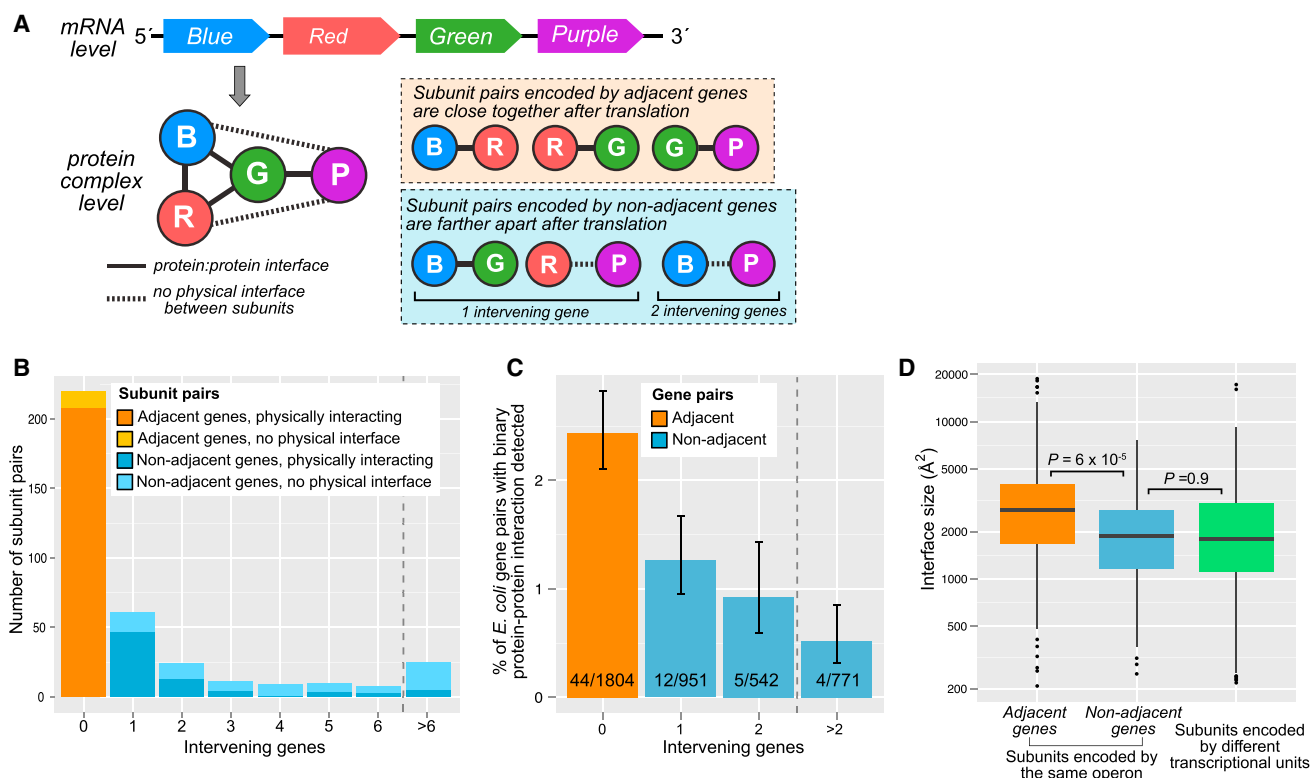 A
mRNA
level
5´
Blue
Red
Green
Purple
3´
protein
complex
level
B
G
P
R
protein:protein interface
no physical interface
between subunits
Subunit pairs encoded by adjacent genes
are close together after translation
B R R G G P
Subunit pairs encoded by non-adjacent genes
are farther apart after translation
B G R P B P
1 intervening gene
2 intervening genes
B
Number of subunit pairs
200
150
100
50
0
Subunit pairs
Adjacent genes, physically interacting
Adjacent genes, no physical interface
Non-adjacent genes, physically interacting
Non-adjacent genes, no physical interface
0 1 2 3 4 5 6 >6
Intervening genes
C
% of E. coli gene pairs with binary
protein-protein interaction detected
2
1
0
Gene pairs
Adjacent
Non-adjacent
44/1804
12/951
5/542
4/771
0 1 2 >2
Intervening genes
D
Interface size (Å²)
20000
10000
5000
2000
1000
500
200
P = 6 x 10⁻⁵
P =0.9
Adjacent
genes
Non-adjacent
genes
Subunits encoded by
the same operon
Subunits encoded
by different
transcriptional units